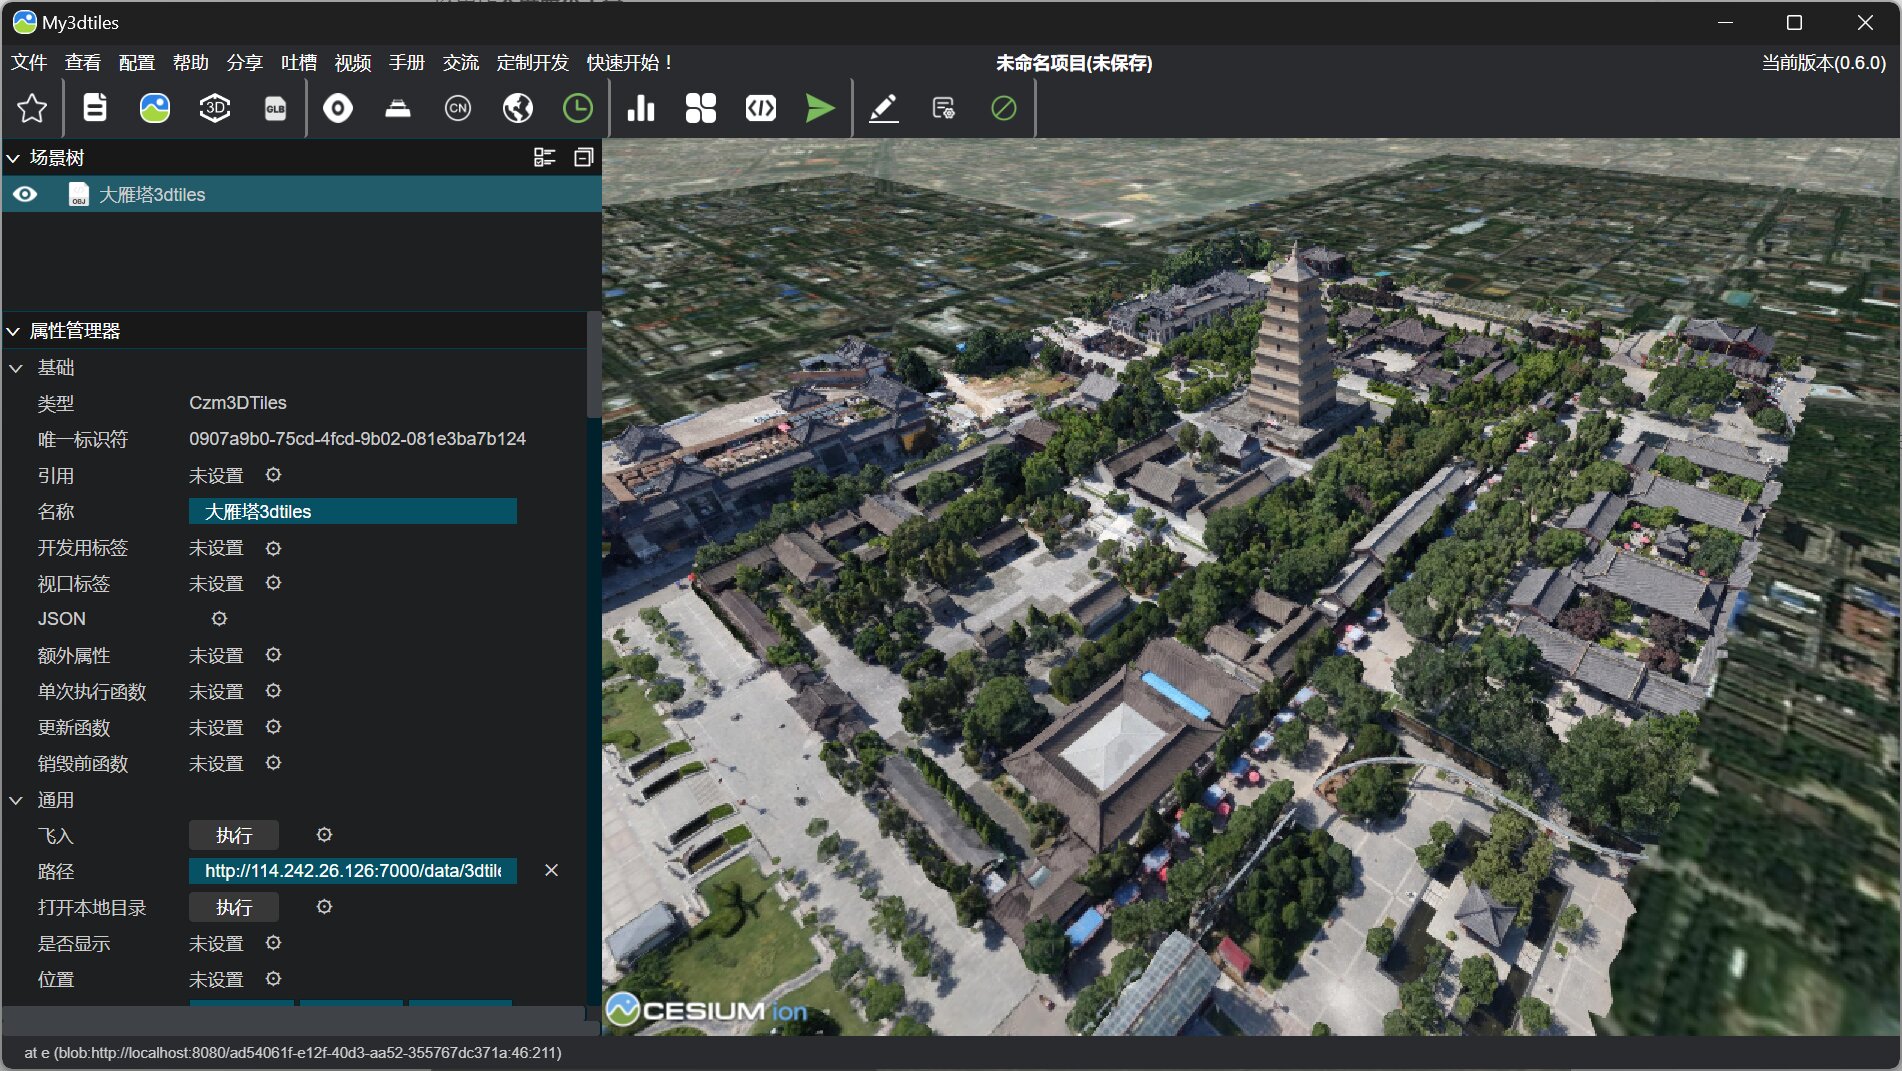 My3dtiles
文件 查看 配置 帮助 分享 吐槽 视频 手册 交流 定制开发 快速开始！ 未命名项目(未保存) 当前版本(0.6.0)
3D GLB CN
场景树
OBJ 大雁塔3dtiles
属性管理器
基础
类型 Czm3DTiles
唯一标识符 0907a9b0-75cd-4fcd-9b02-081e3ba7b124
引用 未设置
名称 大雁塔3dtiles
开发用标签 未设置
视口标签 未设置
JSON
额外属性 未设置
单次执行函数 未设置
更新函数 未设置
销毁前函数 未设置
通用
飞入 执行
路径 http://114.242.26.126:7000/data/3dtile
打开本地目录 执行
是否显示 未设置
位置 未设置
CESIUM ion
at e (blob:http://localhost:8080/ad54061f-e12f-40d3-aa52-355767dc371a:46:211)